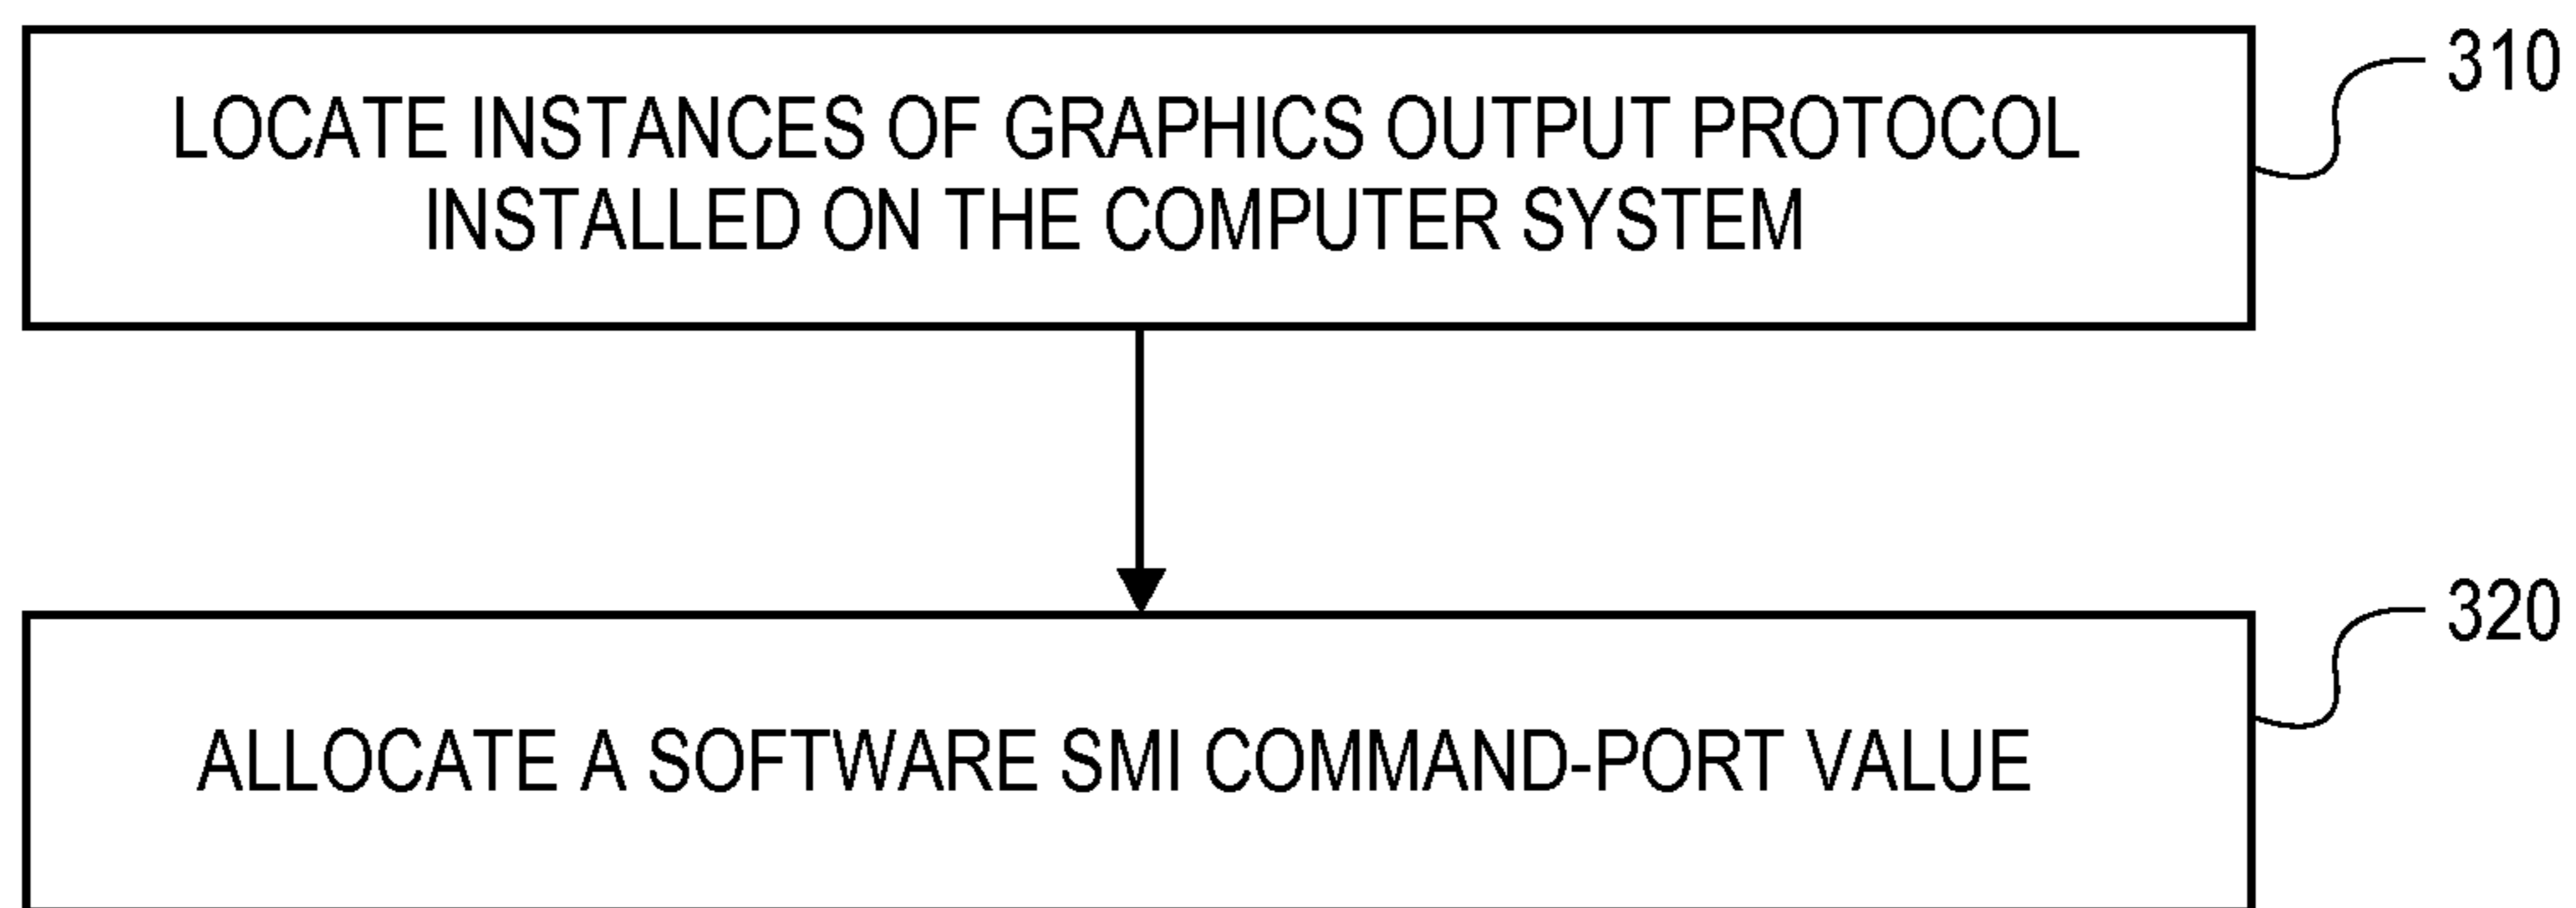 LOCATE INSTANCES OF GRAPHICS OUTPUT PROTOCOL
INSTALLED ON THE COMPUTER SYSTEM
310
ALLOCATE A SOFTWARE SMI COMMAND-PORT VALUE
320